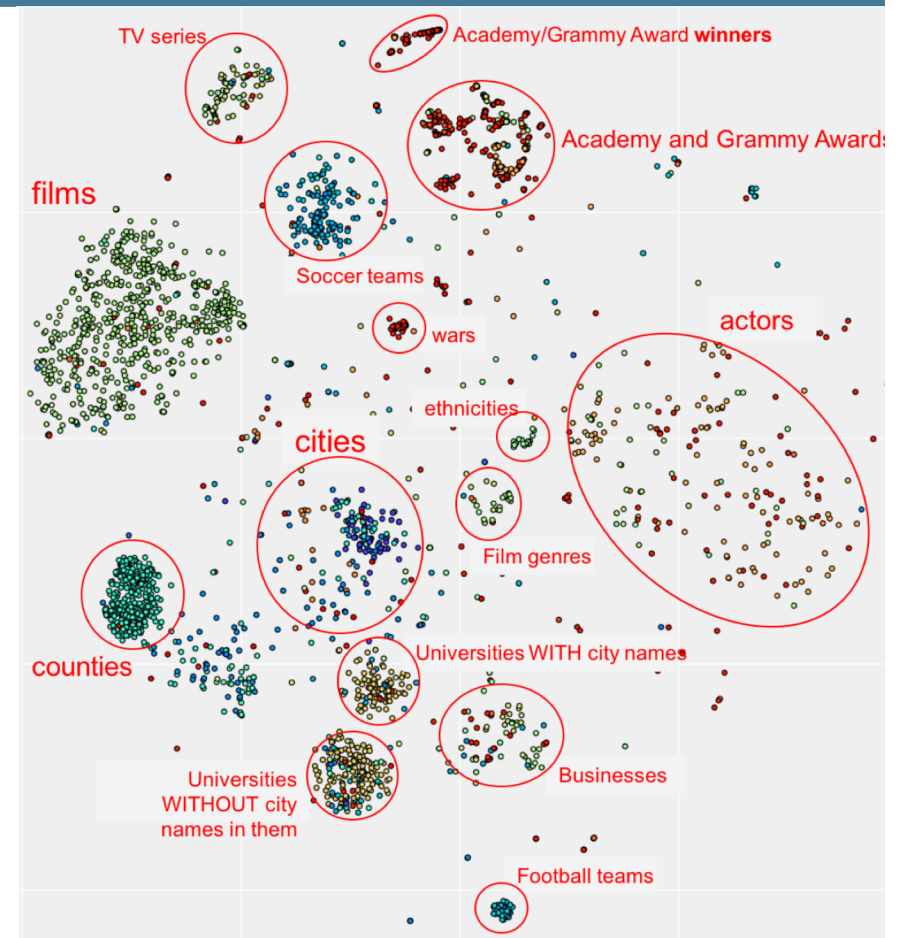 TV series
Academy/Grammy Award winners
Academy and Grammy Awards
films
Soccer teams
wars
actors
ethnicities
cities
Film genres
counties
Universities WITH city names
Universities
WITHOUT city
names in them
Businesses
Football teams